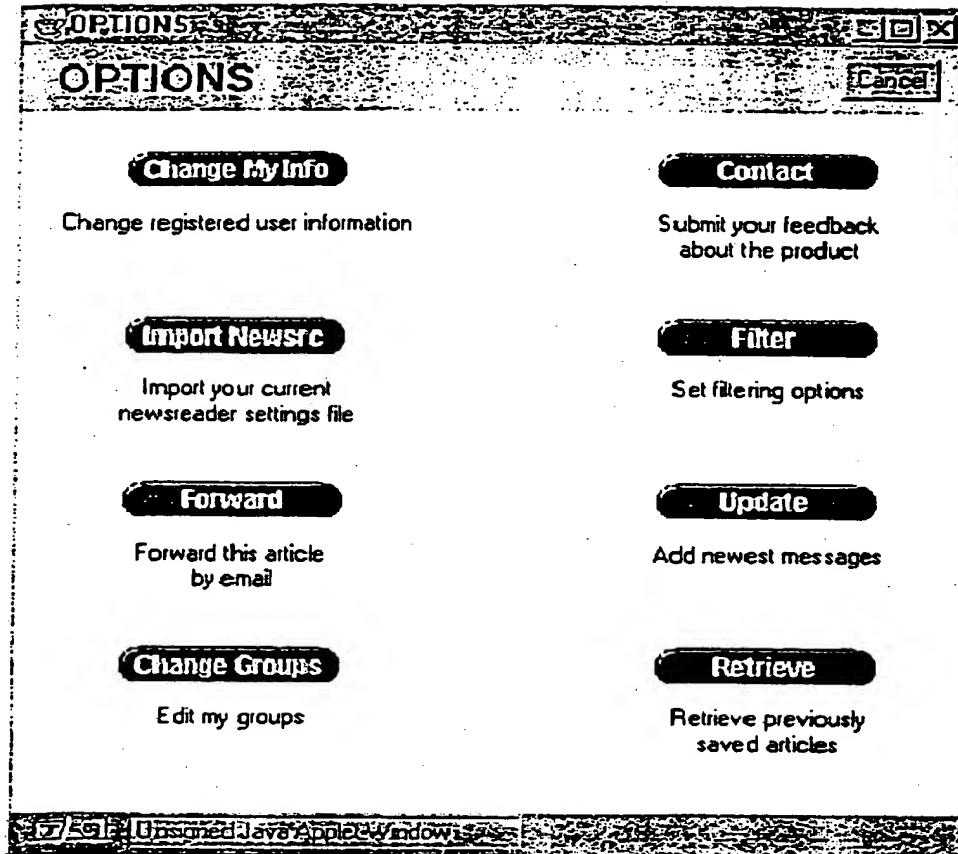 OPTIONS
OPTIONS
Cancel
Change My Info
Change registered user information
Contact
Submit your feedback
about the product
Import Newsrc
Import your current
newsreader settings file
Filter
Set filtering options
Forward
Forward this article
by email
Update
Add newest messages
Change Groups
Edit my groups
Retrieve
Retrieve previously
saved articles
Unsigned Java Applet Window